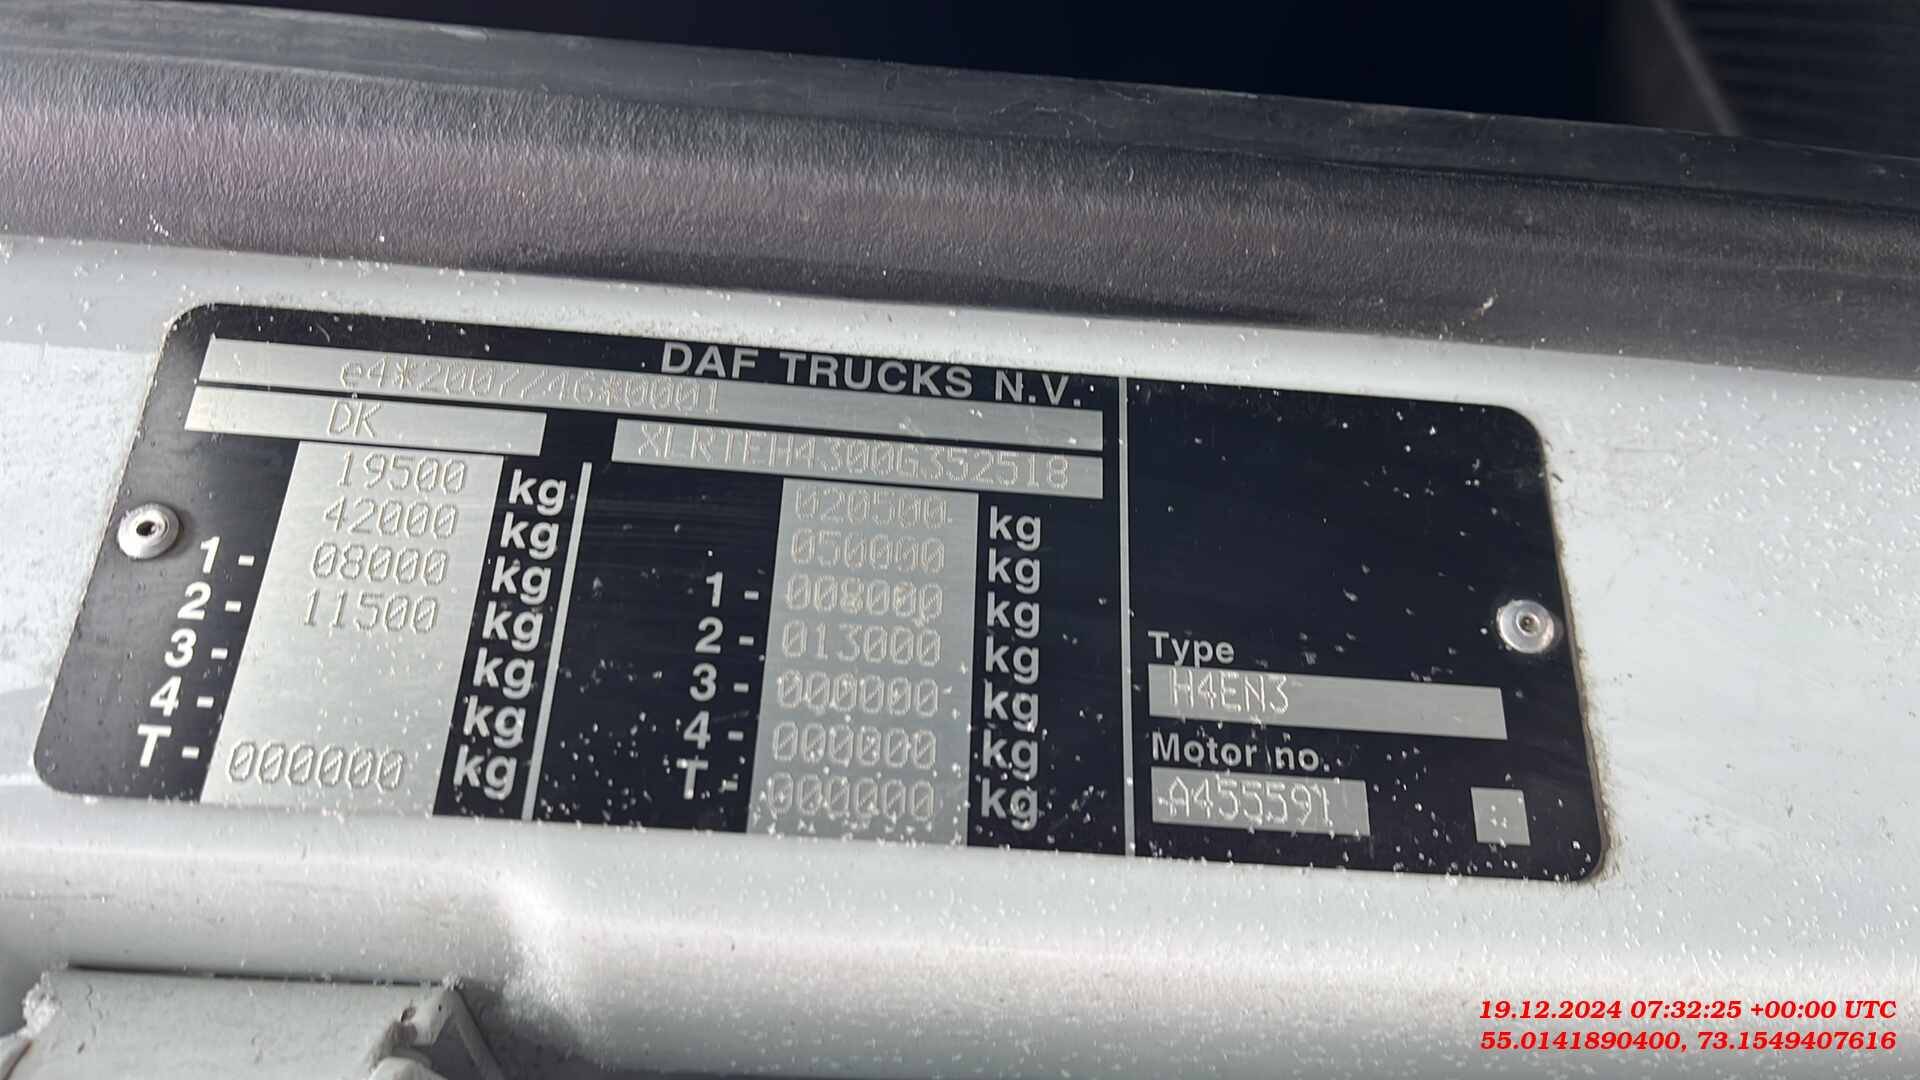 DAF TRUCKS N.V.
e4*2007/46*0001
DK XLRTEH4300G352518
19500 kg 020500 kg
42000 kg 050000 kg
1- 08000 kg 1- 008000 kg
2- 11500 kg 2- 013000 kg
3- kg 3- 000000 kg
4- kg 4- 000000 kg
T- 000000 kg T- 000000 kg
Type
H4EN3
Motor no.
A455591
19.12.2024 07:32:25 +00:00 UTC
55.0141890400, 73.1549407616